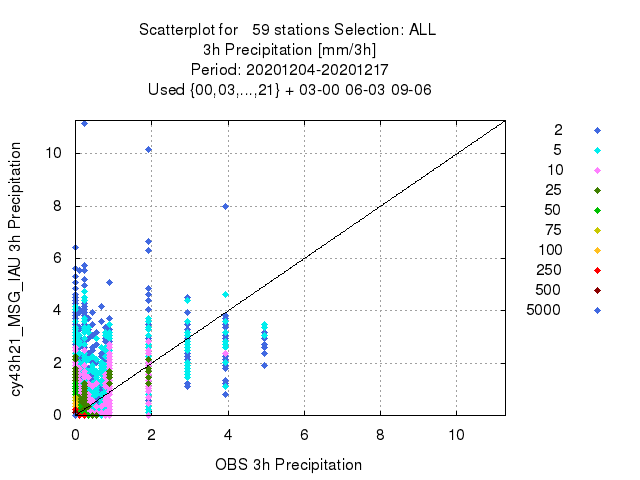 Scatterplot for 59 stations Selection: ALL
3h Precipitation [mm/3h]
Period: 20201204-20201217
Used {00,03,...,21} + 03-00 06-03 09-06
cy43h21_MSG_IAU 3h Precipitation
10
8
6
4
2
0
0 2 4 6 8 10
OBS 3h Precipitation
2
5
10
25
50
75
100
250
500
5000